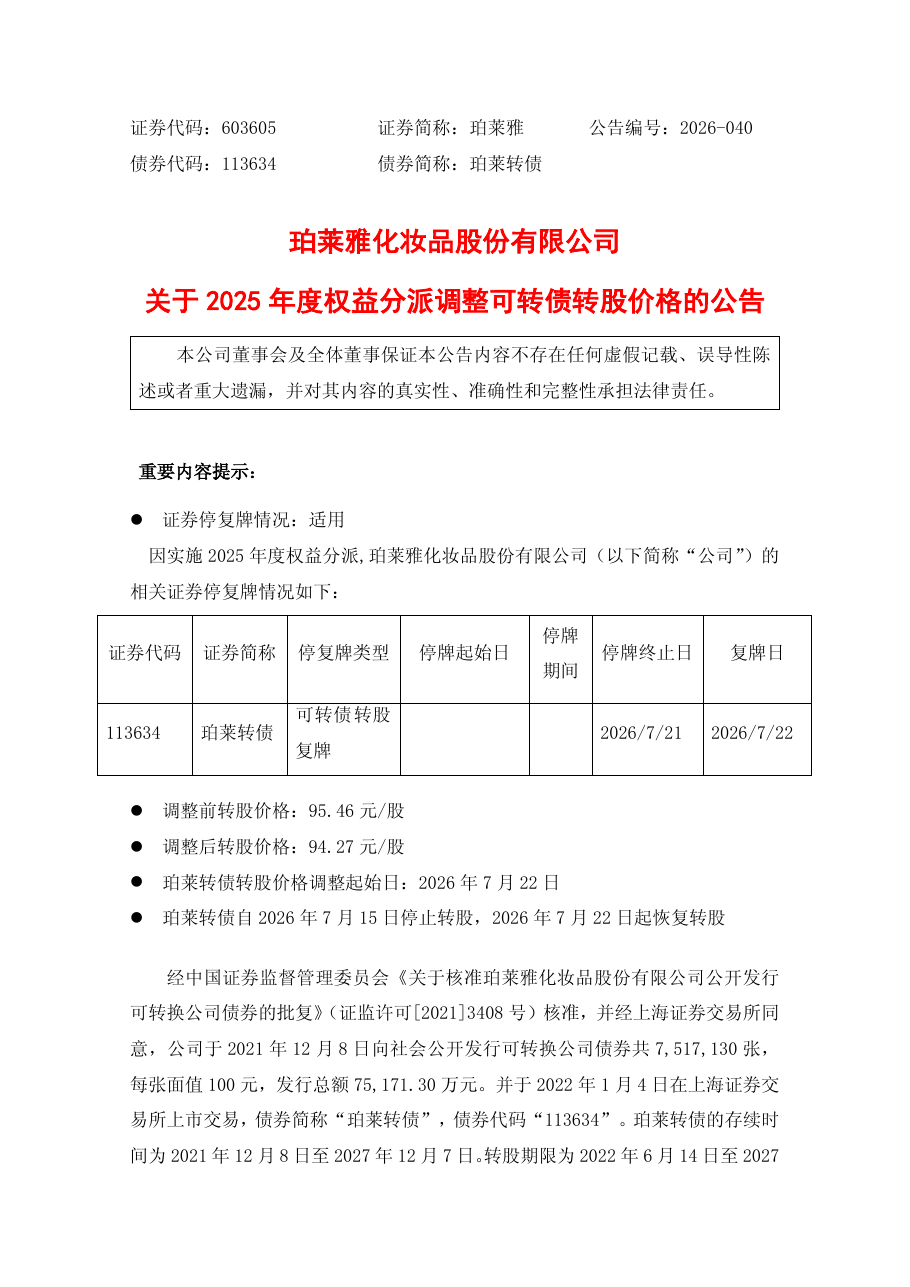 证券代码：603605 证券简称：珀莱雅 公告编号：2026-040
债券代码：113634 债券简称：珀莱转债
珀莱雅化妆品股份有限公司
关于 2025 年度权益分派调整可转债转股价格的公告
本公司董事会及全体董事保证本公告内容不存在任何虚假记载、误导性陈
述或者重大遗漏，并对其内容的真实性、准确性和完整性承担法律责任。
重要内容提示：
● 证券停复牌情况：适用
因实施 2025 年度权益分派,珀莱雅化妆品股份有限公司（以下简称“公司”）的
相关证券停复牌情况如下：
证券代码 证券简称 停复牌类型 停牌起始日 停牌期间 停牌终止日 复牌日
113634 珀莱转债 可转债转股复牌 2026/7/21 2026/7/22
● 调整前转股价格：95.46 元/股
● 调整后转股价格：94.27 元/股
● 珀莱转债转股价格调整起始日：2026 年 7 月 22 日
● 珀莱转债自 2026 年 7 月 15 日停止转股，2026 年 7 月 22 日起恢复转股
经中国证券监督管理委员会《关于核准珀莱雅化妆品股份有限公司公开发行
可转换公司债券的批复》（证监许可[2021]3408 号）核准，并经上海证券交易所同
意，公司于 2021 年 12 月 8 日向社会公开发行可转换公司债券共 7,517,130 张，
每张面值 100 元，发行总额 75,171.30 万元。并于 2022 年 1 月 4 日在上海证券交
易所上市交易，债券简称“珀莱转债”，债券代码“113634”。珀莱转债的存续时
间为 2021 年 12 月 8 日至 2027 年 12 月 7 日。转股期限为 2022 年 6 月 14 日至 2027